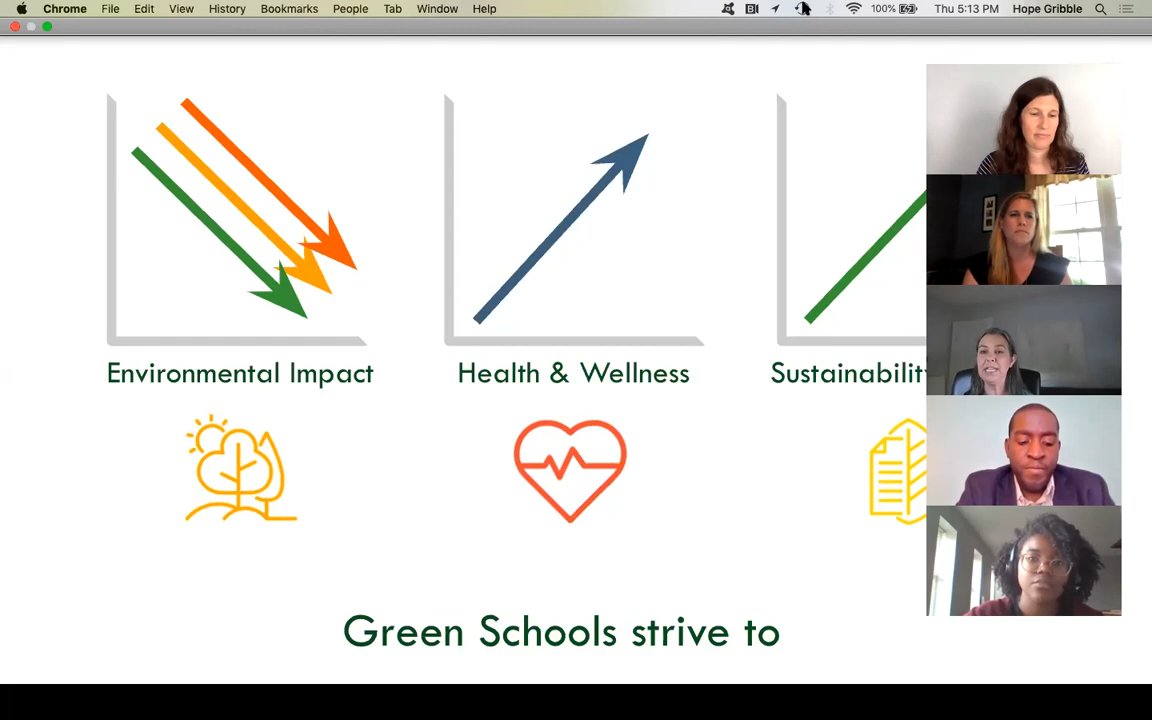 Chrome File Edit View History Bookmarks People Tab Window Help 100% Thu 5:13 PM Hope Gribble
Environmental Impact Health & Wellness Sustainability
Green Schools strive to